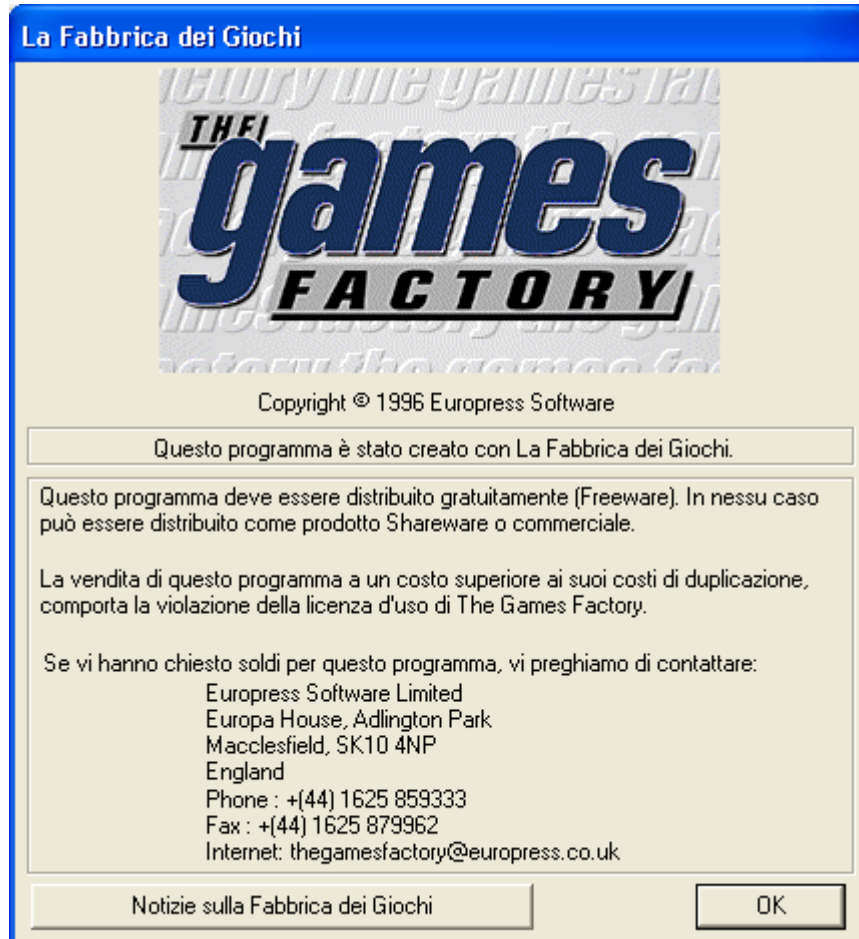 La Fabbrica dei Giochi
THE
games
FACTORY
Copyright © 1996 Europress Software
Questo programma è stato creato con La Fabbrica dei Giochi.
Questo programma deve essere distribuito gratuitamente (Freeware). In nessu caso
può essere distribuito come prodotto Shareware o commerciale.
La vendita di questo programma a un costo superiore ai suoi costi di duplicazione,
comporta la violazione della licenza d'uso di The Games Factory.
Se vi hanno chiesto soldi per questo programma, vi preghiamo di contattare:
Europress Software Limited
Europa House, Adlington Park
Macclesfield, SK10 4NP
England
Phone : +(44) 1625 859333
Fax : +(44) 1625 879962
Internet: thegamesfactory@europress.co.uk
Notizie sulla Fabbrica dei Giochi
OK